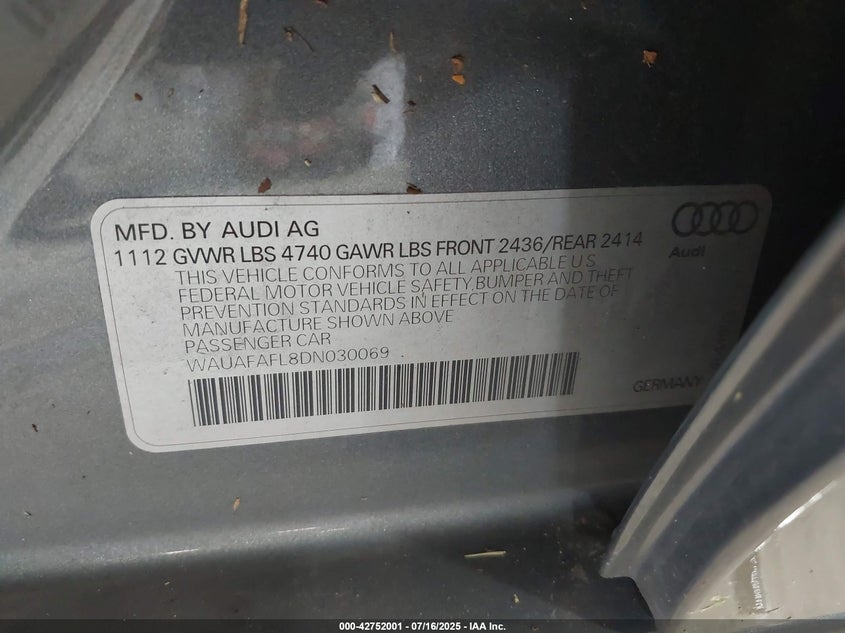 MFD. BY AUDI AG
1112 GVWR LBS 4740 GAWR LBS FRONT 2436/REAR 2414
THIS VEHICLE CONFORMS TO ALL APPLICABLE U S
FEDERAL MOTOR VEHICLE SAFETY,BUMPER AND THEFT
PREVENTION STANDARDS IN EFFECT ON THE DATE OF
MANUFACTURE SHOWN ABOVE
PASSENGER CAR
WAUAFAFL8DN030069
Audi
GERMANY
000-42752001 - 07/16/2025 - IAA Inc.